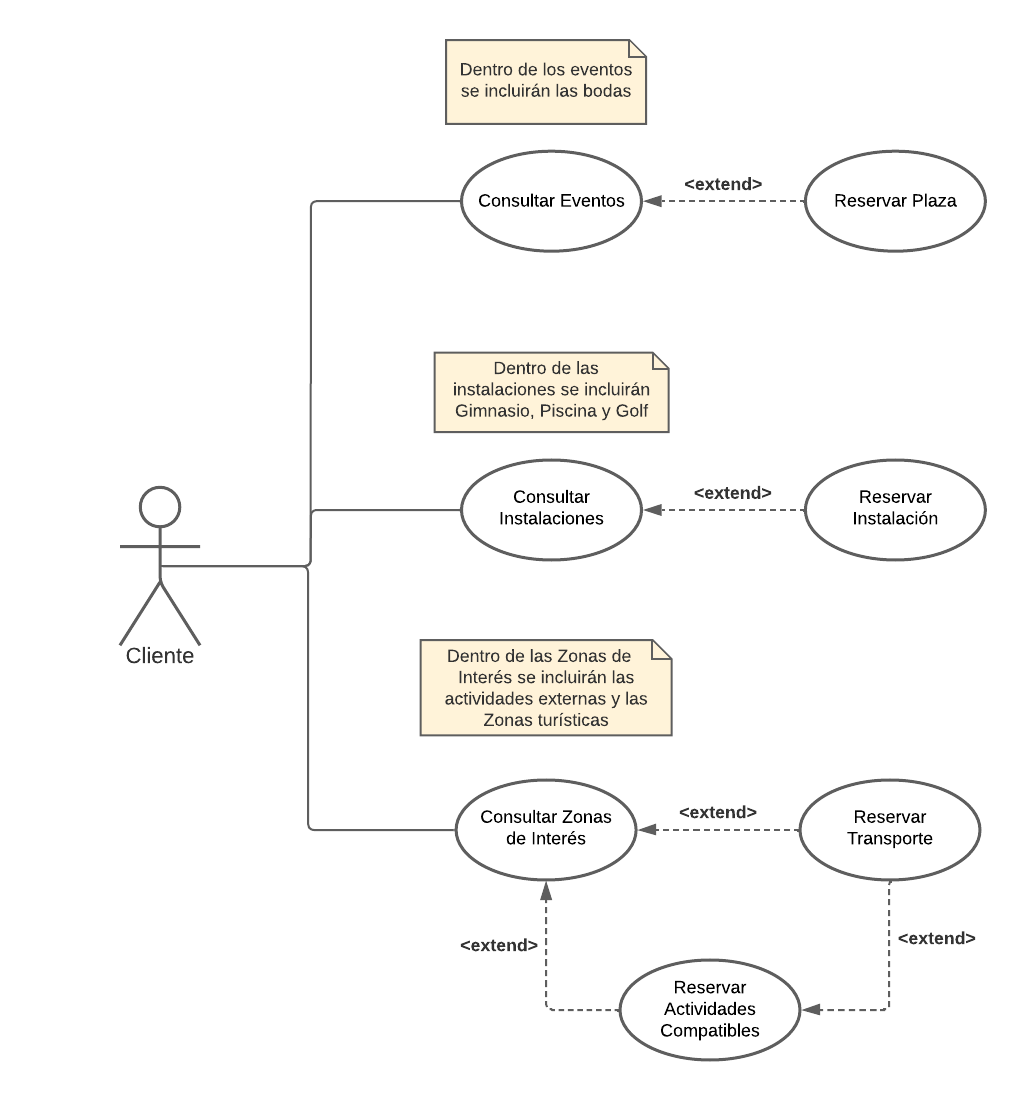 Dentro de los eventos
se incluirán las bodas
Consultar Eventos
<extend>
Reservar Plaza
Dentro de las
instalaciones se incluirán
Gimnasio, Piscina y Golf
Consultar
Instalaciones
<extend>
Reservar
Instalación
Cliente
Dentro de las Zonas de
Interés se incluirán las
actividades externas y las
Zonas turísticas
Consultar Zonas
de Interés
<extend>
Reservar
Transporte
<extend>
<extend>
Reservar
Actividades
Compatibles